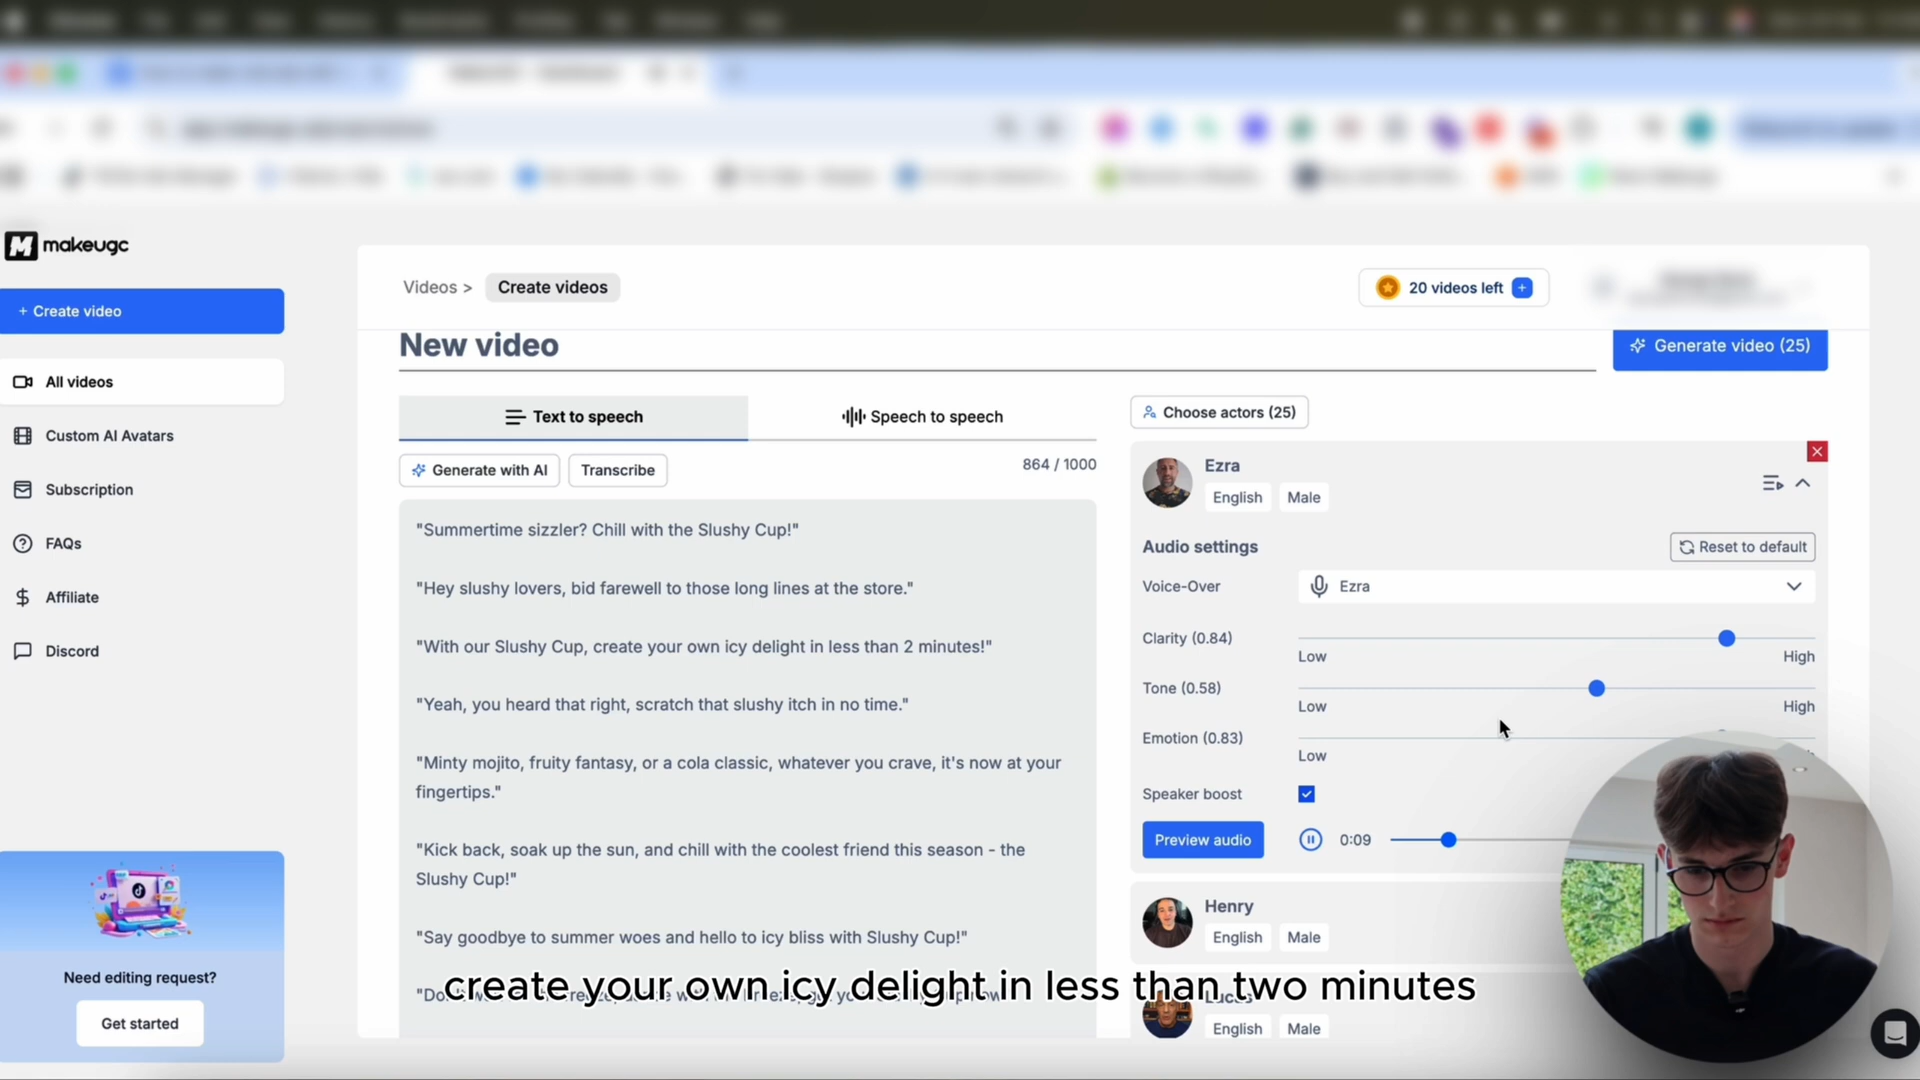 makeugc
+ Create video
All videos
Custom AI Avatars
Subscription
FAQs
Affiliate
Discord
Need editing request?
Get started
Videos >
Create videos
20 videos left
+
New video
Generate video (25)
Text to speech
Speech to speech
Generate with AI
Transcribe
864 / 1000
"Summertime sizzler? Chill with the Slushy Cup!"
"Hey slushy lovers, bid farewell to those long lines at the store."
"With our Slushy Cup, create your own icy delight in less than 2 minutes!"
"Yeah, you heard that right, scratch that slushy itch in no time."
"Minty mojito, fruity fantasy, or a cola classic, whatever you crave, it's now at your
fingertips."
"Kick back, soak up the sun, and chill with the coolest friend this season - the
Slushy Cup!"
"Say goodbye to summer woes and hello to icy bliss with Slushy Cup!"
create your own icy delight in less than two minutes
Choose actors (25)
Ezra
English
Male
Audio settings
Reset to default
Voice-Over
Ezra
Clarity (0.84)
Low
High
Tone (0.58)
Low
High
Emotion (0.83)
Low
Speaker boost
Preview audio
0:09
Henry
English
Male
Lucas
English
Male